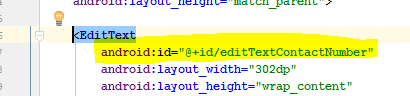 android:layout_height="match_parent">
<EditText
android:id="@+id/editTextContactNumber"
android:layout_width="302dp"
android:layout_height="wrap_content"